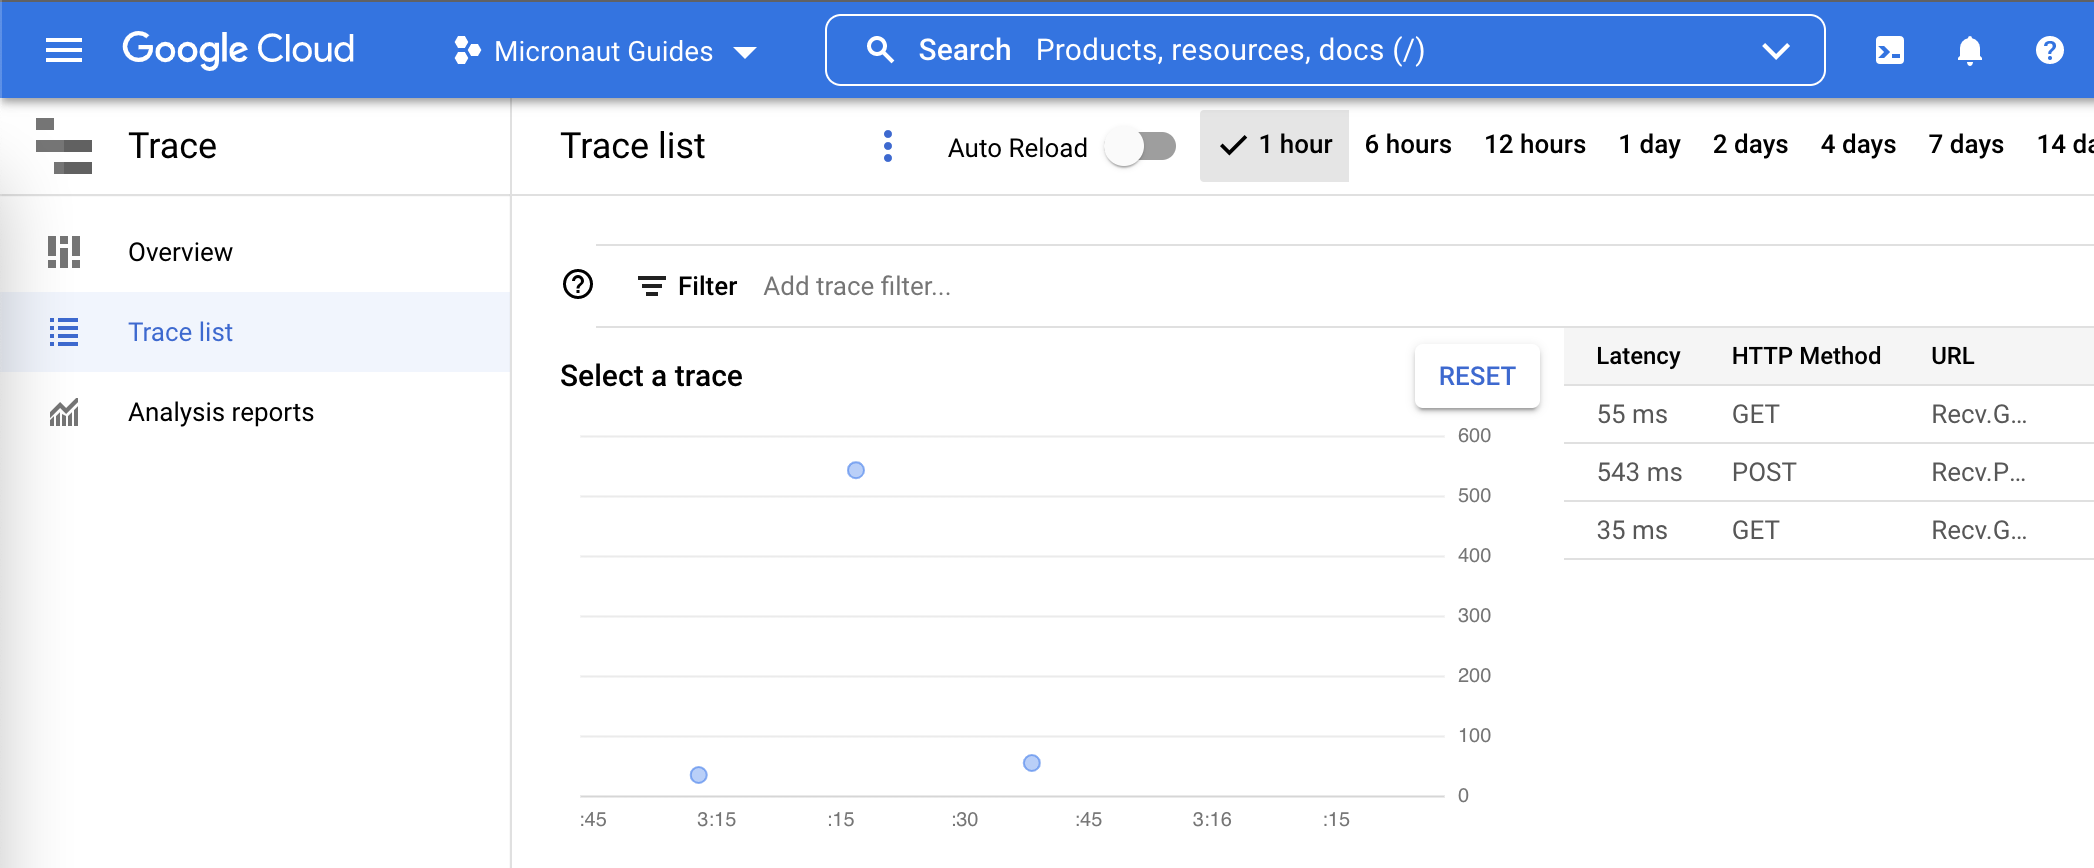 Google Cloud Micronaut Guides Search Products, resources, docs (/)
Trace
Trace list Auto Reload 1 hour 6 hours 12 hours 1 day 2 days 4 days 7 days 14 da
Overview
Trace list
Analysis reports
Filter Add trace filter...
Select a trace RESET
600
500
400
300
200
100
0
:45 3:15 :15 :30 :45 3:16 :15
Latency HTTP Method URL
55 ms GET Recv.G...
543 ms POST Recv.P...
35 ms GET Recv.G...